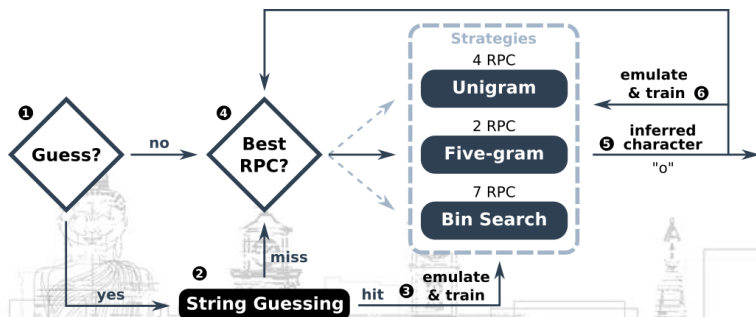 Strategies
4 RPC
Unigram
2 RPC
Five-gram
7 RPC
Bin Search
❶
Guess?
no
yes
❷
String Guessing
miss
hit
❸ emulate
& train
❹
Best
RPC?
emulate
& train ❻
❺ inferred
character
"o"